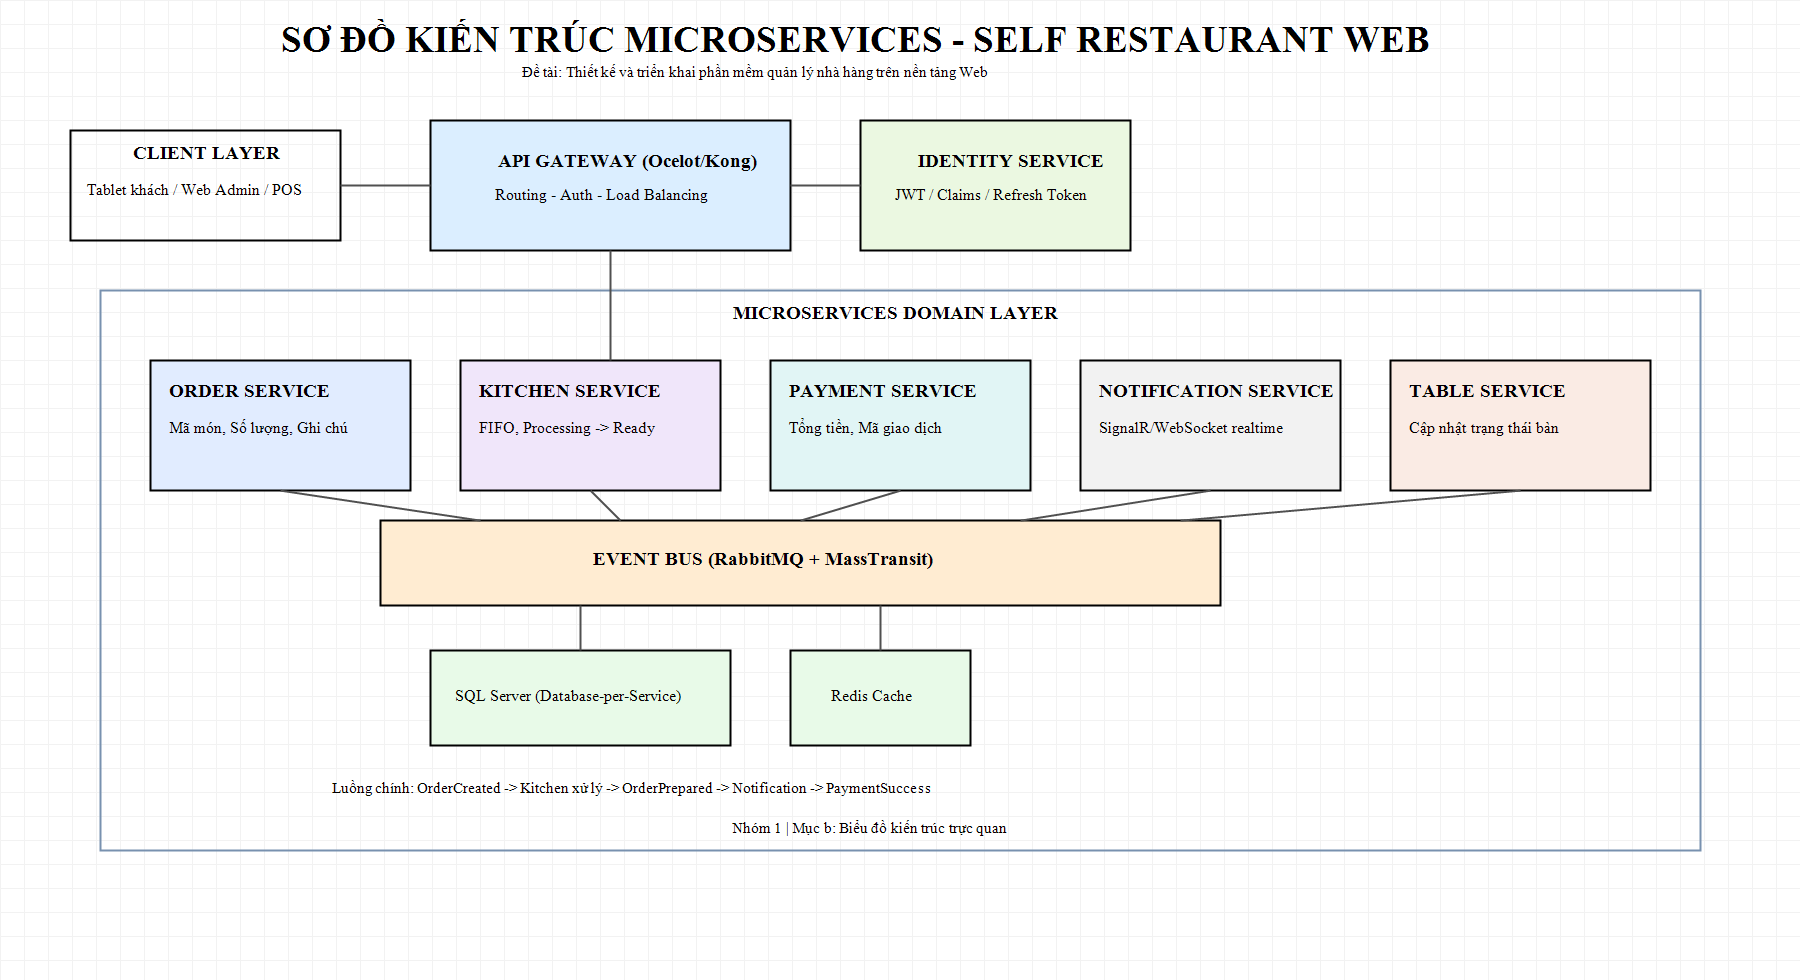 SƠ ĐỒ KIẾN TRÚC MICROSERVICES - SELF RESTAURANT WEB
Đề tài: Thiết kế và triển khai phần mềm quản lý nhà hàng trên nền tảng Web
CLIENT LAYER
Tablet khách / Web Admin / POS
API GATEWAY (Ocelot/Kong)
Routing - Auth - Load Balancing
IDENTITY SERVICE
JWT / Claims / Refresh Token
MICROSERVICES DOMAIN LAYER
ORDER SERVICE
Mã món, Số lượng, Ghi chú
KITCHEN SERVICE
FIFO, Processing -> Ready
PAYMENT SERVICE
Tổng tiền, Mã giao dịch
NOTIFICATION SERVICE
SignalR/WebSocket realtime
TABLE SERVICE
Cập nhật trạng thái bàn
EVENT BUS (RabbitMQ + MassTransit)
SQL Server (Database-per-Service)
Redis Cache
Luồng chính: OrderCreated -> Kitchen xử lý -> OrderPrepared -> Notification -> PaymentSuccess
Nhóm 1 | Mục b: Biểu đồ kiến trúc trực quan